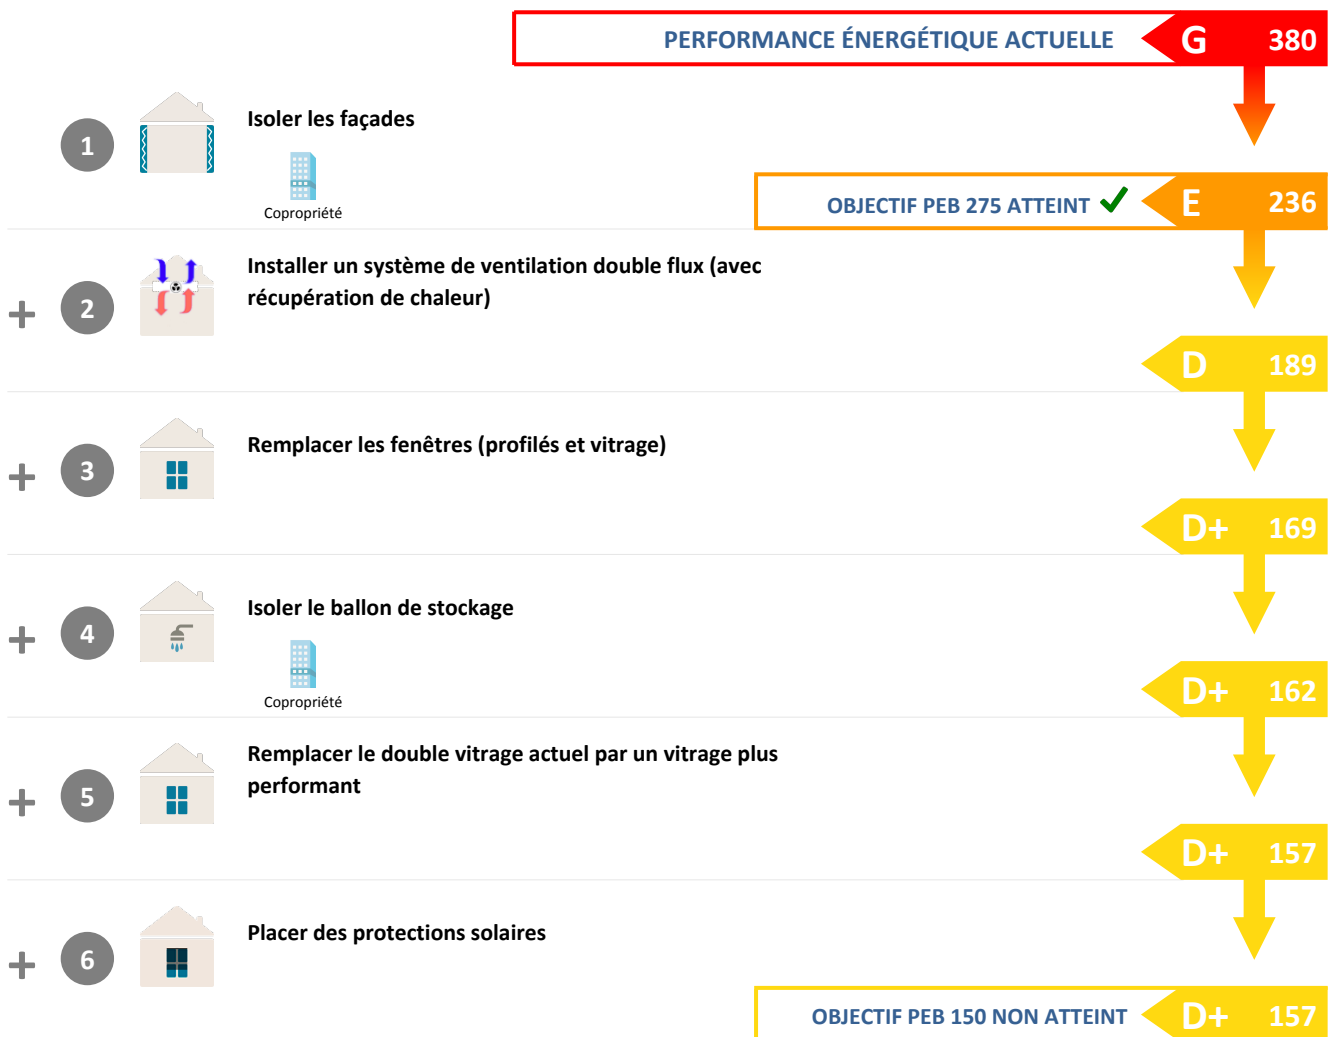 PERFORMANCE ÉNERGÉTIQUE ACTUELLE G 380
1 Isoler les façades
Copropriété
OBJECTIF PEB 275 ATTEINT ✔ E 236
+ 2 Installer un système de ventilation double flux (avec
récupération de chaleur)
D 189
+ 3 Remplacer les fenêtres (profilés et vitrage)
D+ 169
+ 4 Isoler le ballon de stockage
Copropriété
D+ 162
+ 5 Remplacer le double vitrage actuel par un vitrage plus
performant
D+ 157
+ 6 Placer des protections solaires
OBJECTIF PEB 150 NON ATTEINT D+ 157